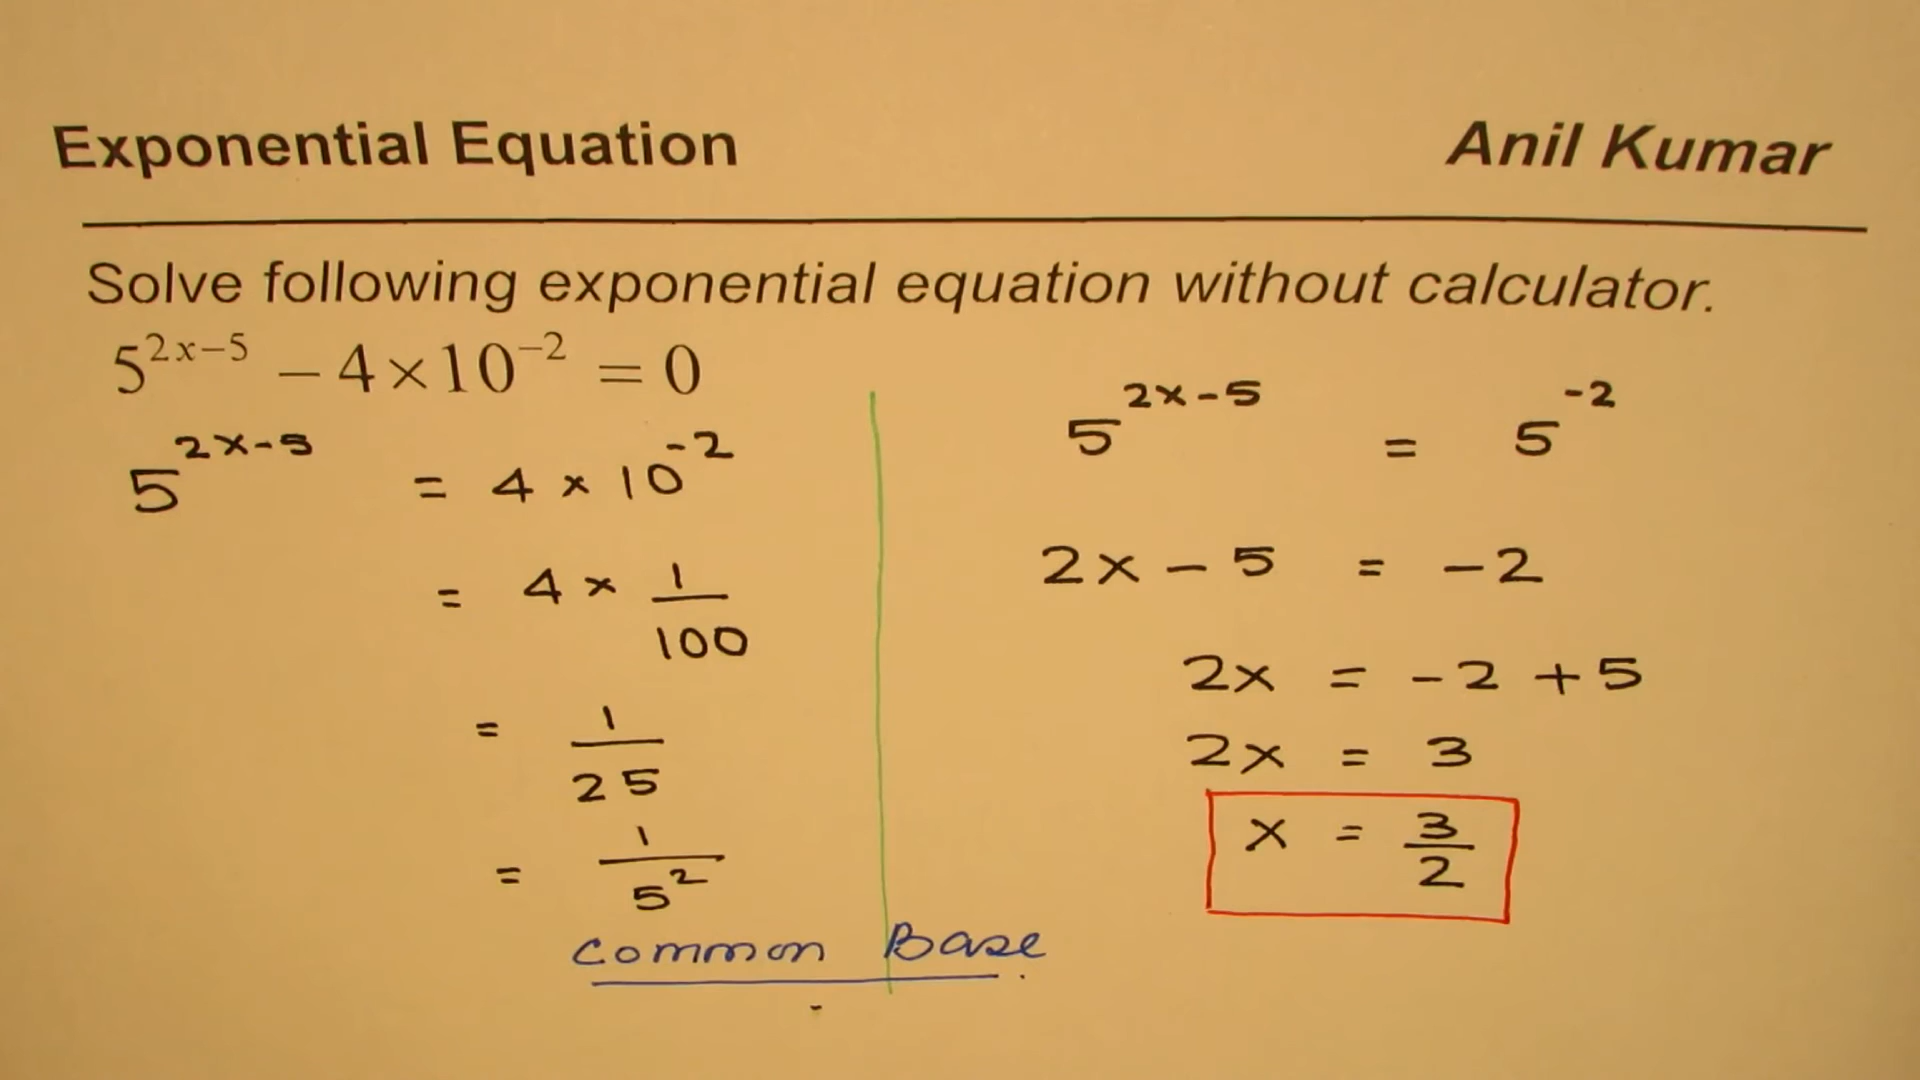 Exponential Equation
Anil Kumar
Solve following exponential equation without calculator.
5^{2x-5} - 4×10^{-2} = 0
5^{2x-5} = 4 × 10^{-2}
= 4 × 1/100
= 1/25
= 1/5^2
Common Base
5^{2x-5} = 5^{-2}
2x - 5 = -2
2x = -2 + 5
2x = 3
x = 3/2